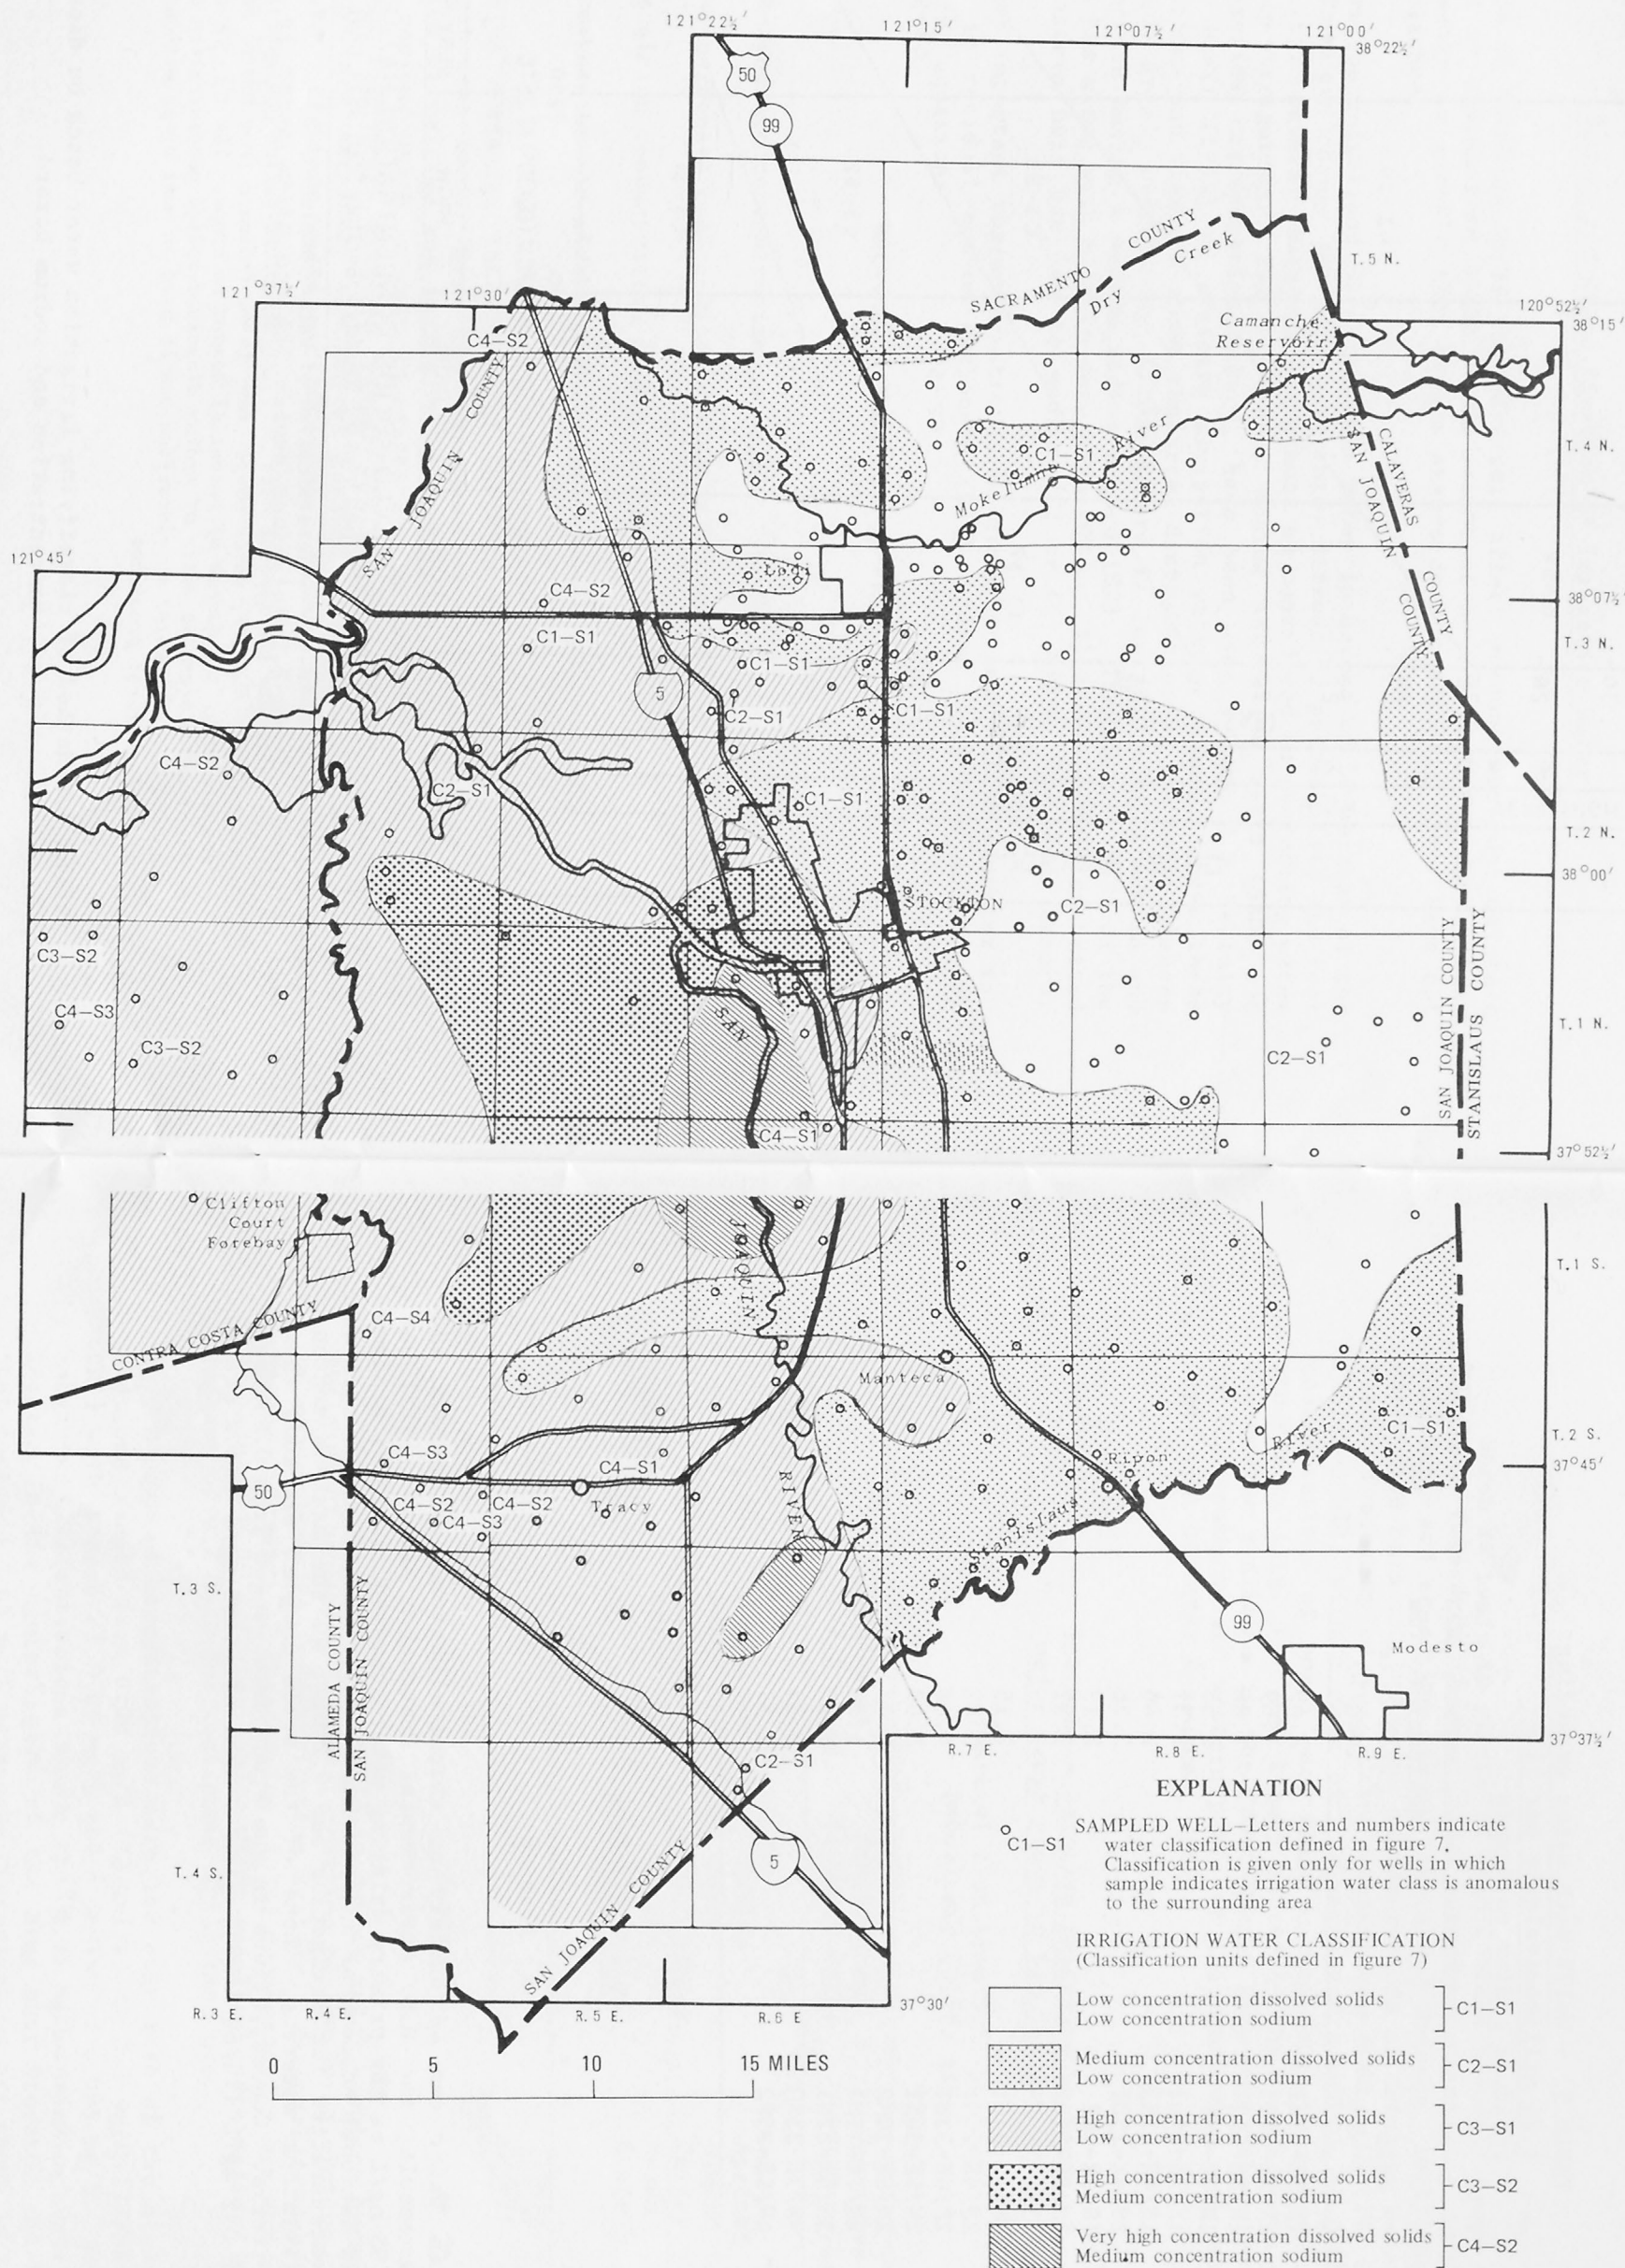 121°22½′
121°15′
121°07½′
121°00′
38°22½′
50
99
COUNTY
Creek
SACRAMENTO
Dry
T.5 N.
121°37½′
121°30′
120°52½′
38°15′
Camanche
Reservoir
C4—S2
COUNTY
JOAQUIN
SAN
C1—S1
Mokelumne
River
CALAVERAS
SAN JOAQUIN
COUNTY
COUNTY
T.4 N.
121°45′
Lodi
C4—S2
38°07½′
C1—S1
C1—S1
T.3 N.
5
C2—S1
C1—S1
C4—S2
C2—S1
C1—S1
T.2 N.
38°00′
STOCKTON
C2—S1
C3—S2
C4—S3
SAN
C3—S2
C2—S1
T.1 N.
SAN JOAQUIN COUNTY
STANISLAUS COUNTY
C4—S1
37°52½′
Clifton
Court
Forebay
JOAQUIN
T.1 S.
C4—S4
CONTRA COSTA COUNTY
Manteca
C1—S1
River
T.2 S.
C4—S3
C4—S1
Ripon
37°45′
50
C4—S2
C4—S2
Tracy
C4—S3
RIVER
Stanislaus
T.3 S.
ALAMEDA COUNTY
SAN JOAQUIN COUNTY
99
Modesto
37°37½′
R.7 E.
R.8 E.
R.9 E.
C2—S1
5
T.4 S.
SAN JOAQUIN COUNTY
37°30′
R.3 E.
R.4 E.
R.5 E.
R.6 E
0
5
10
15 MILES
EXPLANATION
C1—S1
SAMPLED WELL—Letters and numbers indicate
water classification defined in figure 7.
Classification is given only for wells in which
sample indicates irrigation water class is anomalous
to the surrounding area
IRRIGATION WATER CLASSIFICATION
(Classification units defined in figure 7)
Low concentration dissolved solids
Low concentration sodium
C1—S1
Medium concentration dissolved solids
Low concentration sodium
C2—S1
High concentration dissolved solids
Low concentration sodium
C3—S1
High concentration dissolved solids
Medium concentration sodium
C3—S2
Very high concentration dissolved solids
Medium concentration sodium
C4—S2